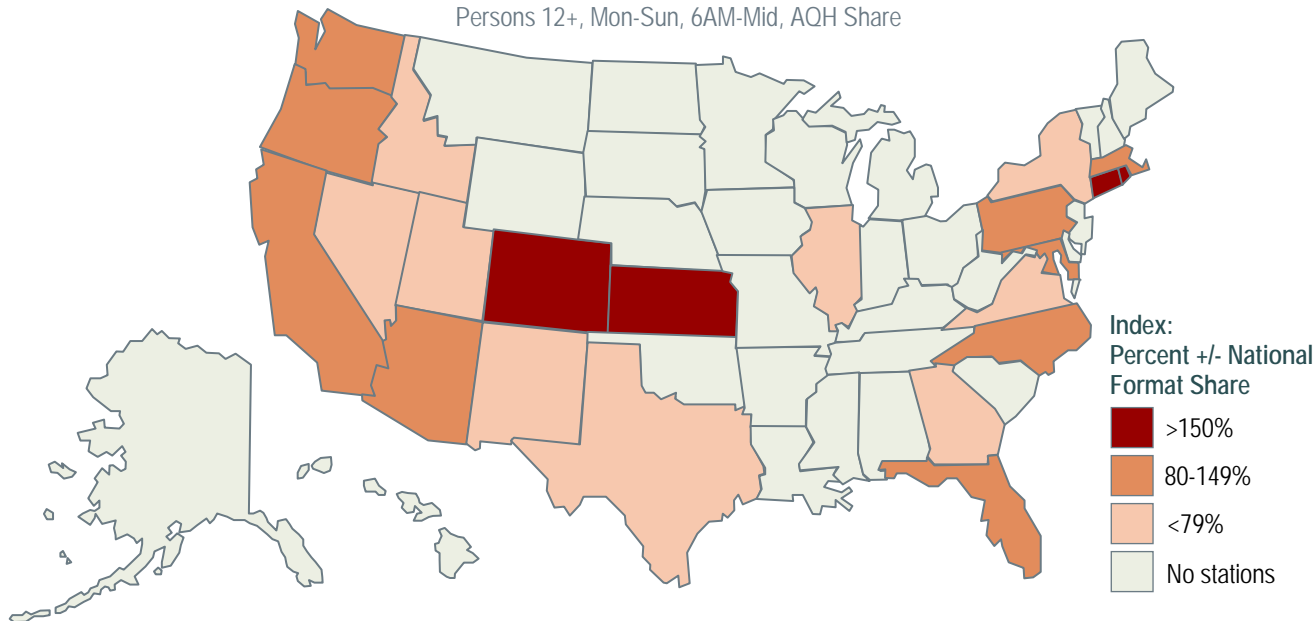 Persons 12+, Mon-Sun, 6AM-Mid, AQH Share
Index:
Percent +/- National
Format Share
>150%
80-149%
<79%
No stations